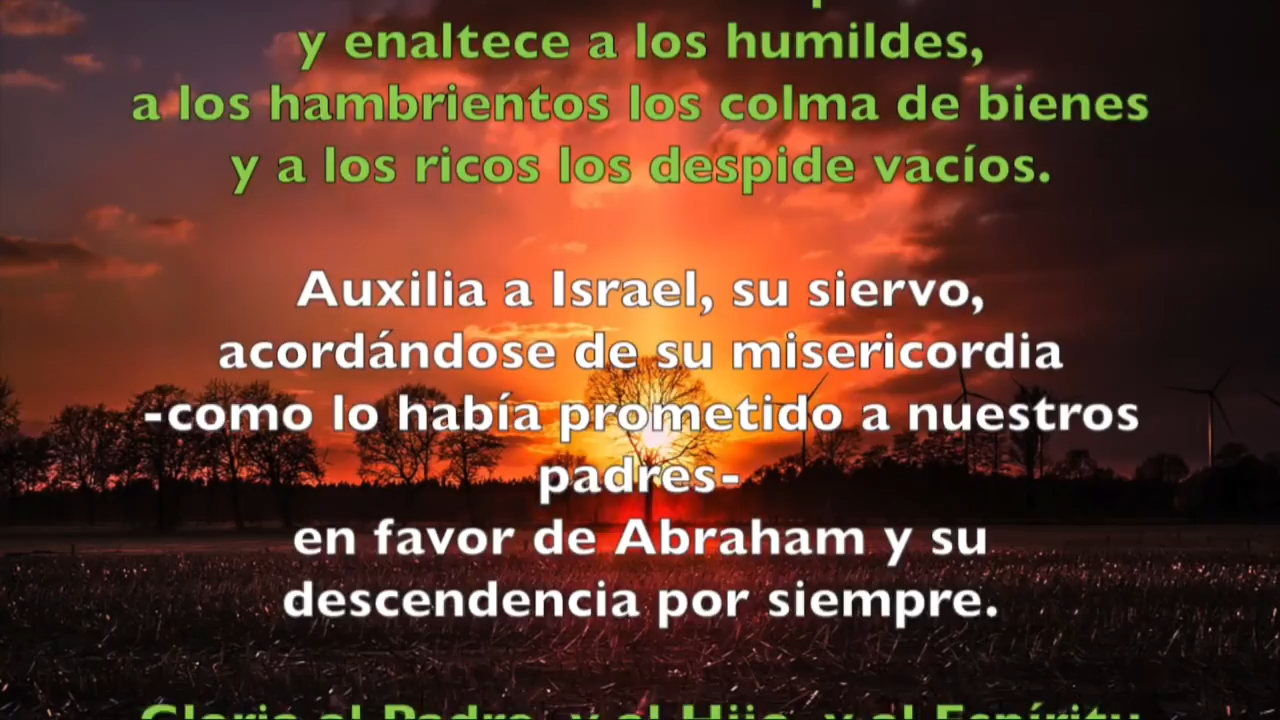 y enaltece a los humildes,
a los hambrientos los colma de bienes
y a los ricos los despide vacíos.
Auxilia a Israel, su siervo,
acordándose de su misericordia
-como lo había prometido a nuestros
padres-
en favor de Abraham y su
descendencia por siempre.
Gloria al Padre, y al Hijo, y al Espíritu